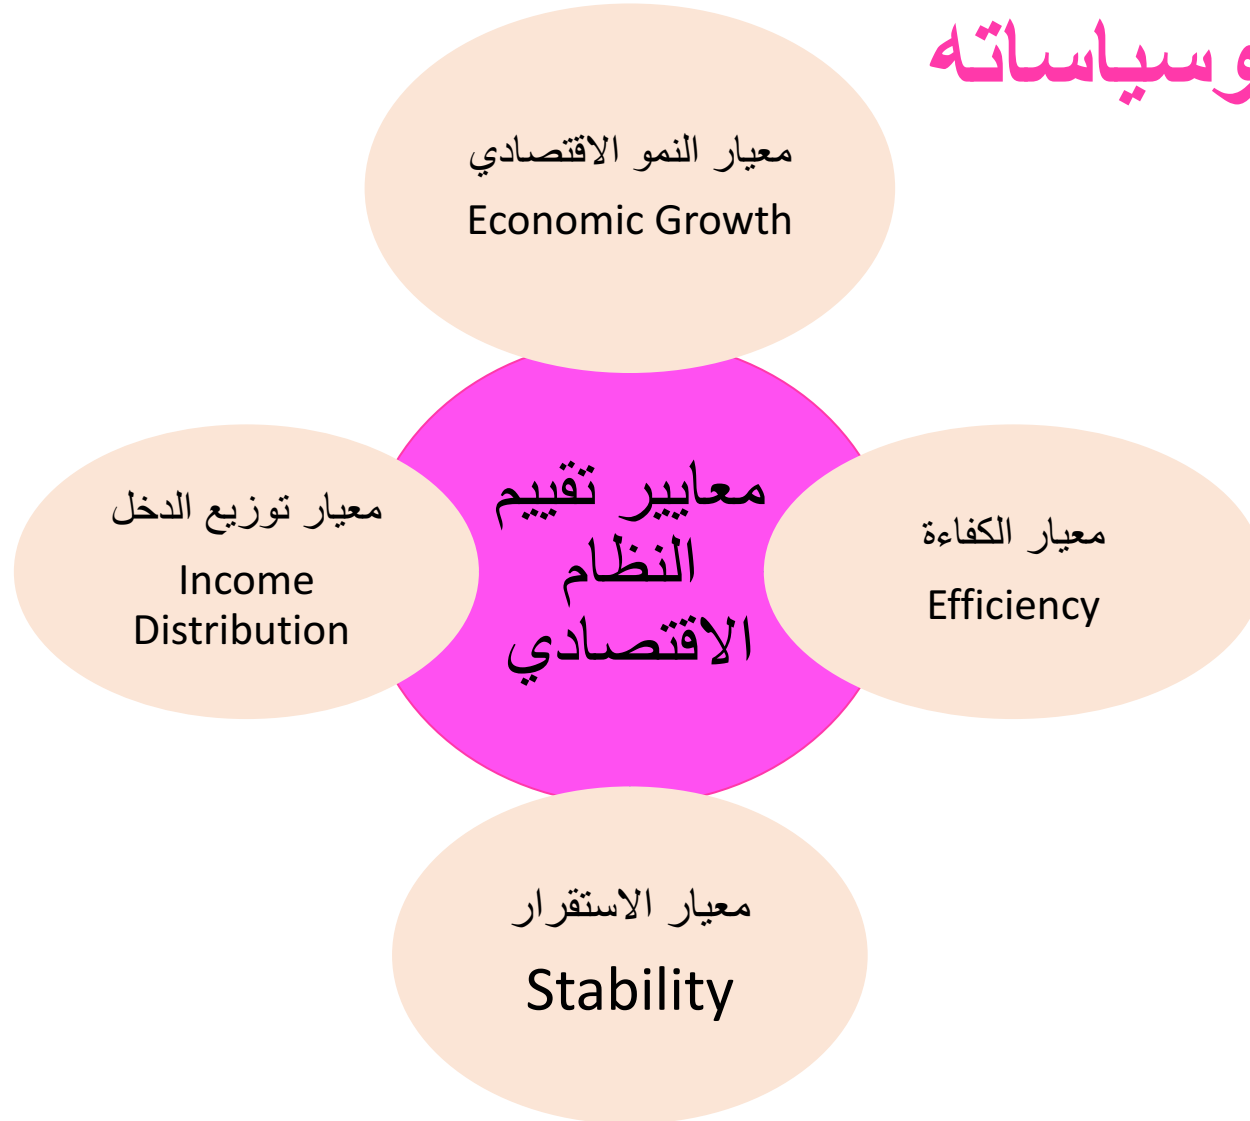 وسياساته
معيار النمو الاقتصادي
Economic Growth
معايير تقييم
النظام
الاقتصادي
معيار الكفاءة
Efficiency
معيار توزيع الدخل
Income
Distribution
معيار الاستقرار
Stability